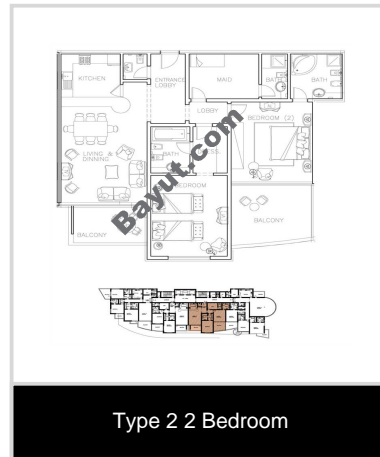 KITCHEN
ENTRANCE
LOBBY
MAID
BATH
BATH
LOBBY
BEDROOM (2)
LIVING &
DINNING
BATH
BEDROOM
BALCONY
BALCONY
Bayut.com
Type 2 2 Bedroom